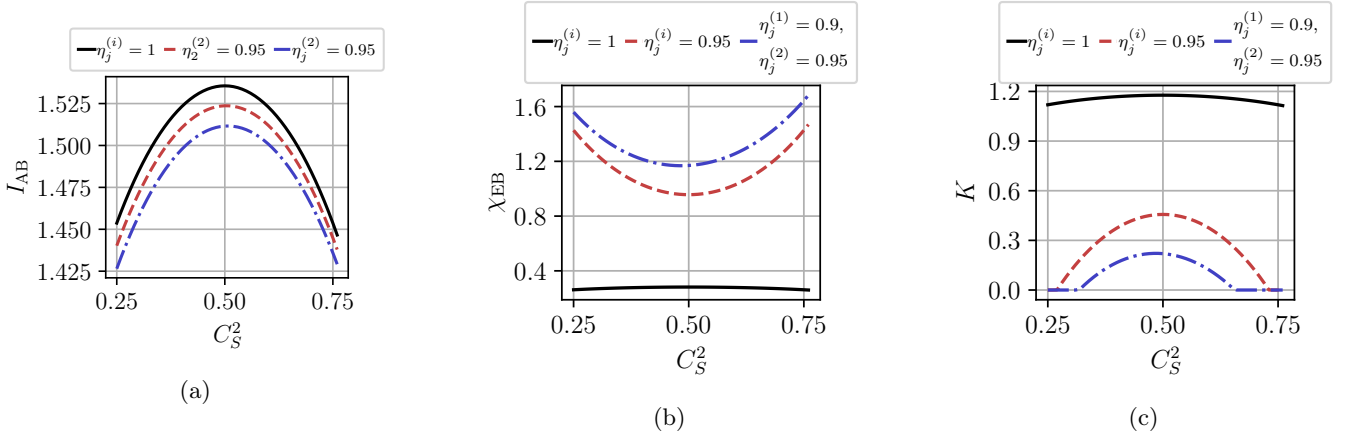 η_j^(i) = 1 η_2^(2) = 0.95 η_j^(2) = 0.95
1.525
1.500
1.475
1.450
1.425
I_AB
0.25 0.50 0.75
C_S^2
(a)
η_j^(i) = 1 η_j^(i) = 0.95 η_j^(1) = 0.9,
η_j^(2) = 0.95
1.6
1.2
0.8
0.4
χ_EB
0.25 0.50 0.75
C_S^2
(b)
η_j^(i) = 1 η_j^(i) = 0.95 η_j^(1) = 0.9,
η_j^(2) = 0.95
1.2
0.9
0.6
0.3
0.0
K
0.25 0.50 0.75
C_S^2
(c)